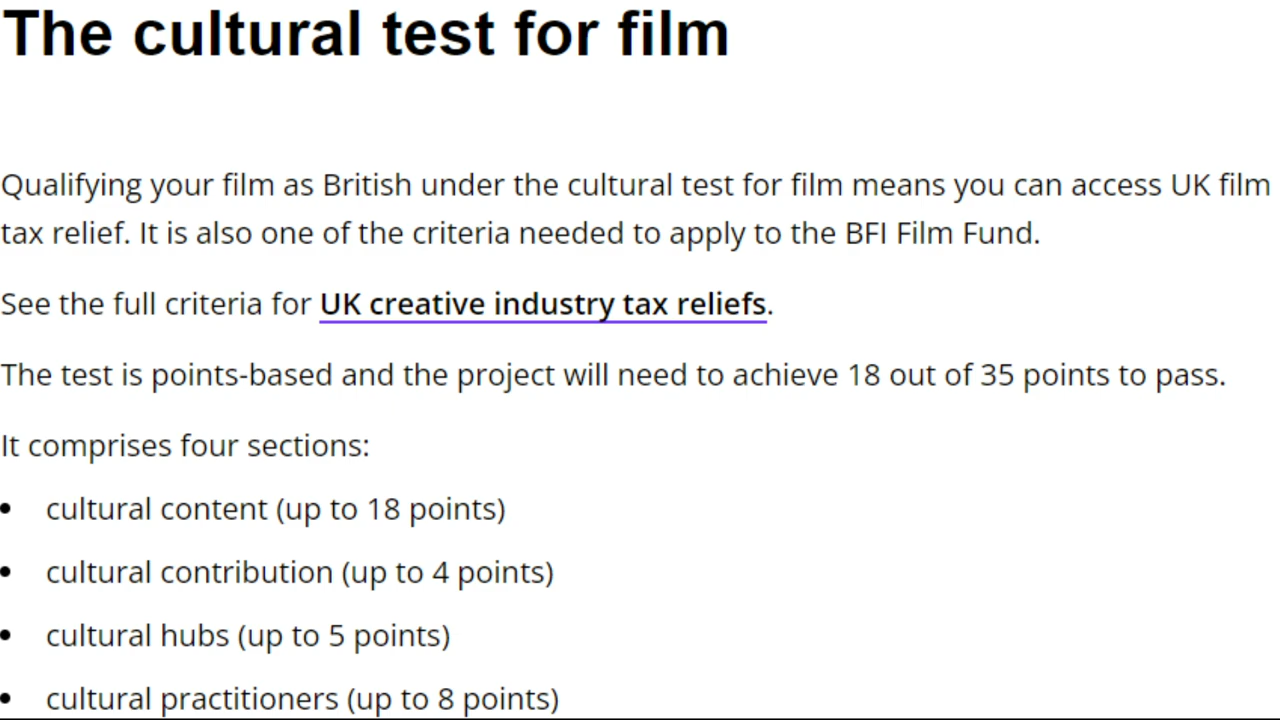 The cultural test for film
Qualifying your film as British under the cultural test for film means you can access UK film
tax relief. It is also one of the criteria needed to apply to the BFI Film Fund.
See the full criteria for UK creative industry tax reliefs.
The test is points-based and the project will need to achieve 18 out of 35 points to pass.
It comprises four sections:
• cultural content (up to 18 points)
• cultural contribution (up to 4 points)
• cultural hubs (up to 5 points)
• cultural practitioners (up to 8 points)